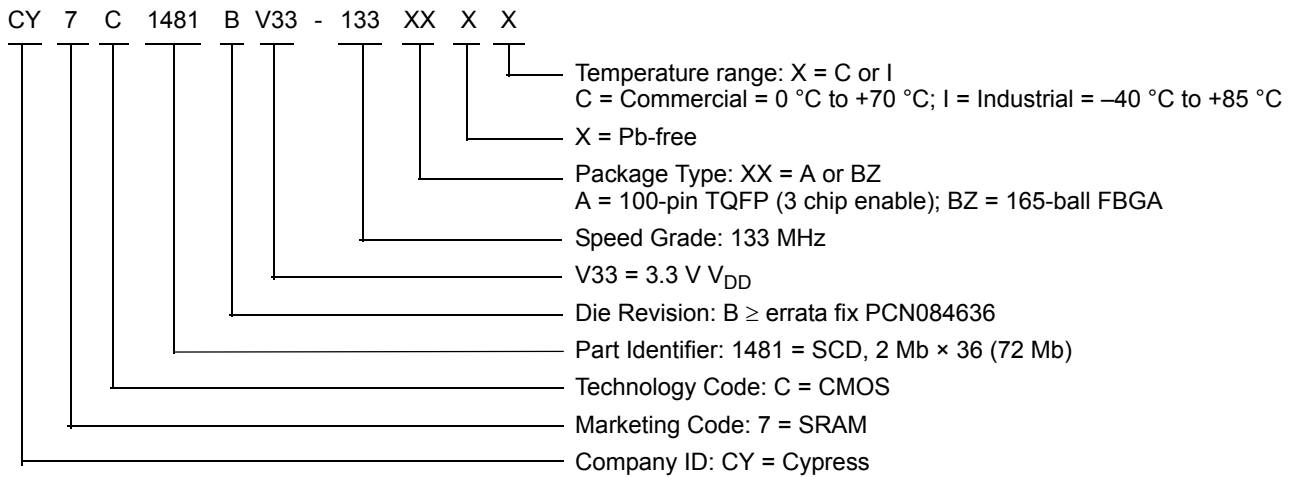 CY 7 C 1481 B V33 - 133 XX X X
Temperature range: X = C or I
C = Commercial = 0 °C to +70 °C; I = Industrial = –40 °C to +85 °C
X = Pb-free
Package Type: XX = A or BZ
A = 100-pin TQFP (3 chip enable); BZ = 165-ball FBGA
Speed Grade: 133 MHz
V33 = 3.3 V VDD
Die Revision: B ≥ errata fix PCN084636
Part Identifier: 1481 = SCD, 2 Mb × 36 (72 Mb)
Technology Code: C = CMOS
Marketing Code: 7 = SRAM
Company ID: CY = Cypress